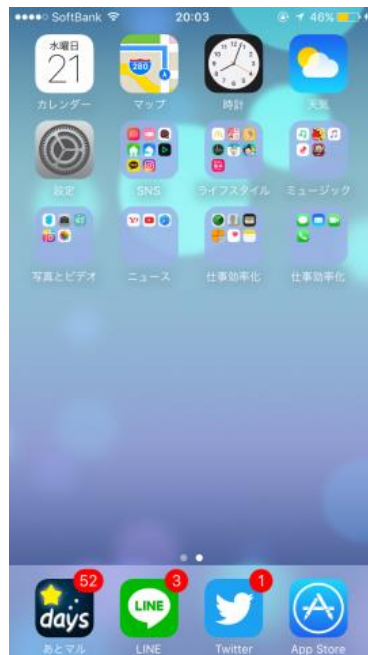 SoftBank 20:03 46%
水曜日
21
280
カレンダー マップ 時計 天気
設定 SNS ライフスタイル ミュージック
写真とビデオ ニュース 仕事効率化 仕事効率化
52 3 1
days LINE
あとマル LINE Twitter App Store